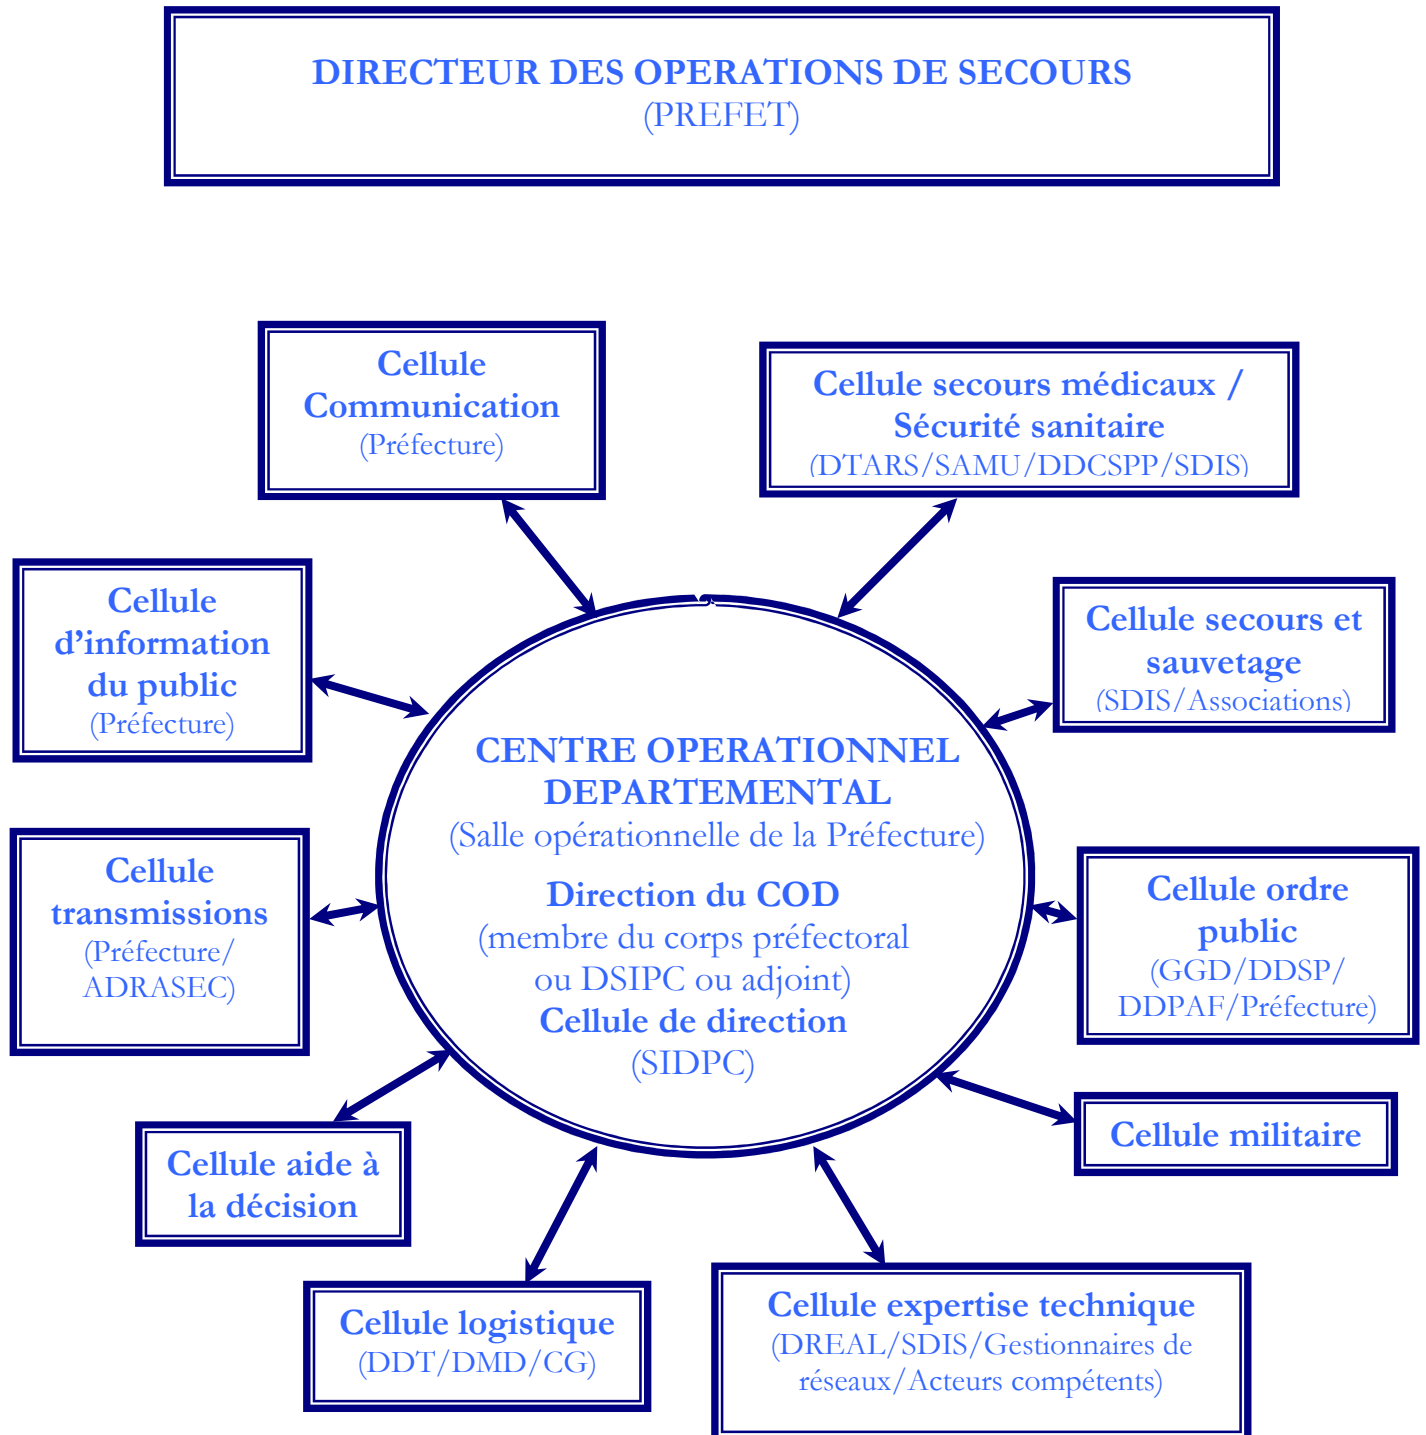 DIRECTEUR DES OPERATIONS DE SECOURS
(PREFET)
Cellule
Communication
(Préfecture)
Cellule secours médicaux /
Sécurité sanitaire
(DTARS/SAMU/DDCSPP/SDIS)
Cellule
d’information
du public
(Préfecture)
Cellule secours et
sauvetage
(SDIS/Associations)
CENTRE OPERATIONNEL
DEPARTEMENTAL
(Salle opérationnelle de la Préfecture)
Direction du COD
(membre du corps préfectoral
ou DSIPC ou adjoint)
Cellule de direction
(SIDPC)
Cellule
transmissions
(Préfecture/
ADRASEC)
Cellule ordre
public
(GGD/DDSP/
DDPAF/Préfecture)
Cellule militaire
Cellule aide à
la décision
Cellule logistique
(DDT/DMD/CG)
Cellule expertise technique
(DREAL/SDIS/Gestionnaires de
réseaux/Acteurs compétents)